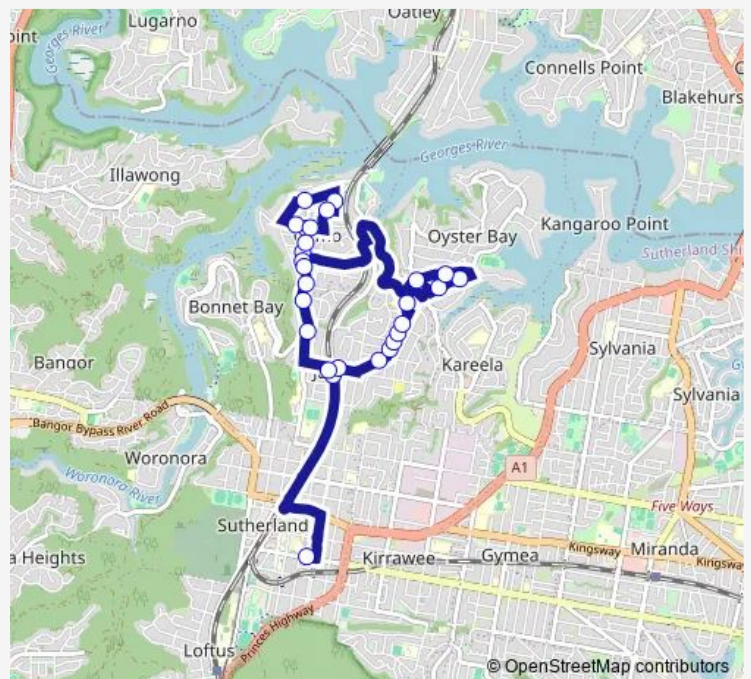 Oatley
Lugarno
Georges River
Connells Point
Blakehurs
Georges River
Illawong
Kangaroo Point
Oyster Bay
Sutherland Shi
Bonnet Bay
Sylvania
Bangor
Kareela
Sylvania
Bangor Bypass River Road
Woronora
A1
Woronora River
Five Ways
Sutherland
a Heights
Kirrawee
Gymea
Kingsway
Miranda
Kingsway
Princes Highway
Loftus
© OpenStreetMap contributors